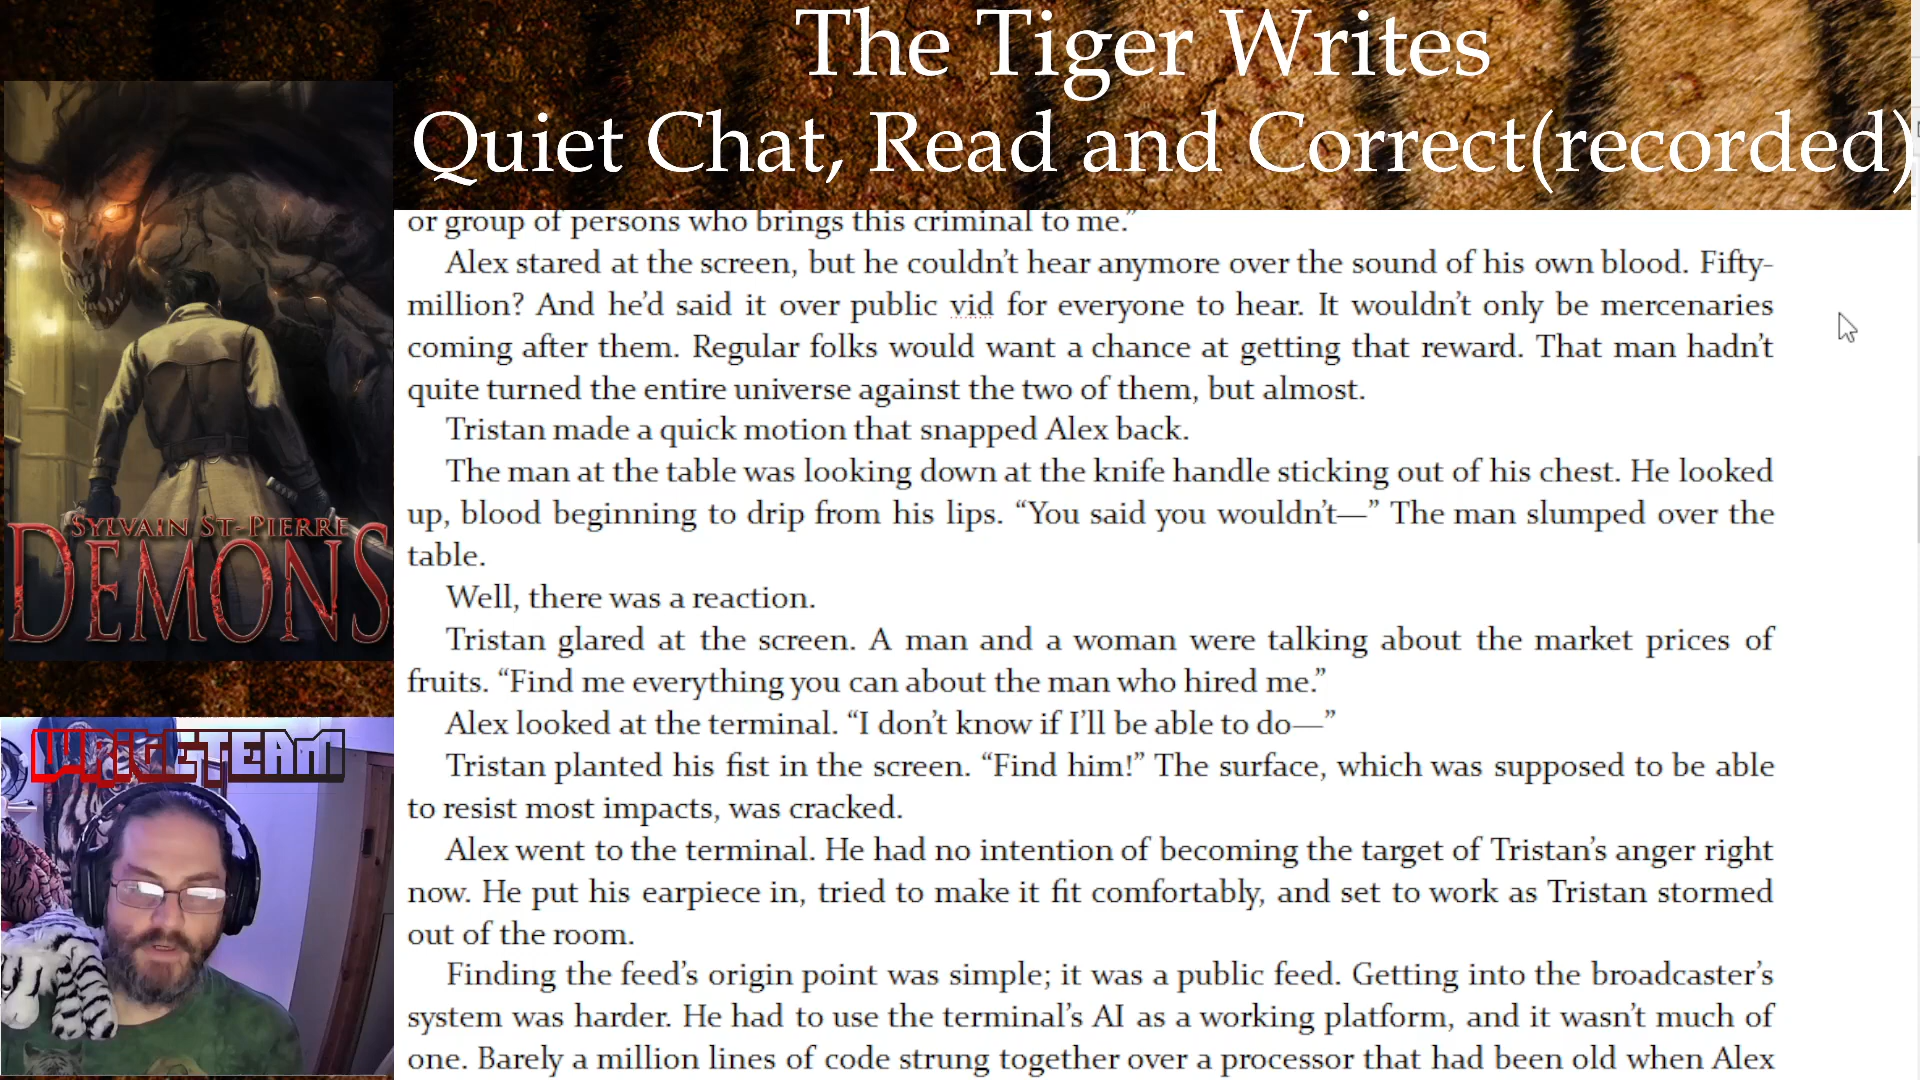 The Tiger Writes
Quiet Chat, Read and Correct(recorded)
or group of persons who brings this criminal to me.”
Alex stared at the screen, but he couldn’t hear anymore over the sound of his own blood. Fifty-
million? And he’d said it over public vid for everyone to hear. It wouldn’t only be mercenaries
coming after them. Regular folks would want a chance at getting that reward. That man hadn’t
quite turned the entire universe against the two of them, but almost.
Tristan made a quick motion that snapped Alex back.
The man at the table was looking down at the knife handle sticking out of his chest. He looked
up, blood beginning to drip from his lips. “You said you wouldn’t—” The man slumped over the
table.
Well, there was a reaction.
Tristan glared at the screen. A man and a woman were talking about the market prices of
fruits. “Find me everything you can about the man who hired me.”
Alex looked at the terminal. “I don’t know if I’ll be able to do—”
Tristan planted his fist in the screen. “Find him!” The surface, which was supposed to be able
to resist most impacts, was cracked.
Alex went to the terminal. He had no intention of becoming the target of Tristan’s anger right
now. He put his earpiece in, tried to make it fit comfortably, and set to work as Tristan stormed
out of the room.
Finding the feed’s origin point was simple; it was a public feed. Getting into the broadcaster’s
system was harder. He had to use the terminal’s AI as a working platform, and it wasn’t much of
one. Barely a million lines of code strung together over a processor that had been old when Alex
SYLVAIN ST-PIERRE
DEMONS
WRITETEAM